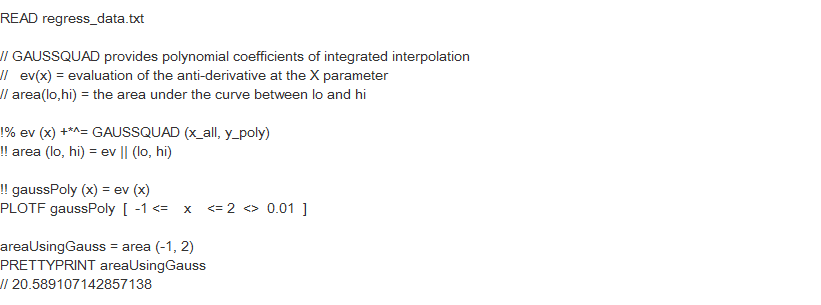 READ regress_data.txt
// GAUSSQUAD provides polynomial coefficients of integrated interpolation
//   ev(x) = evaluation of the anti-derivative at the X parameter
// area(lo,hi) = the area under the curve between lo and hi
!% ev (x) +*^= GAUSSQUAD (x_all, y_poly)
!! area (lo, hi) = ev || (lo, hi)
!! gaussPoly (x) = ev (x)
PLOTF gaussPoly  [  -1 <=    x    <= 2  <>  0.01  ]
areaUsingGauss = area (-1, 2)
PRETTYPRINT areaUsingGauss
// 20.589107142857138